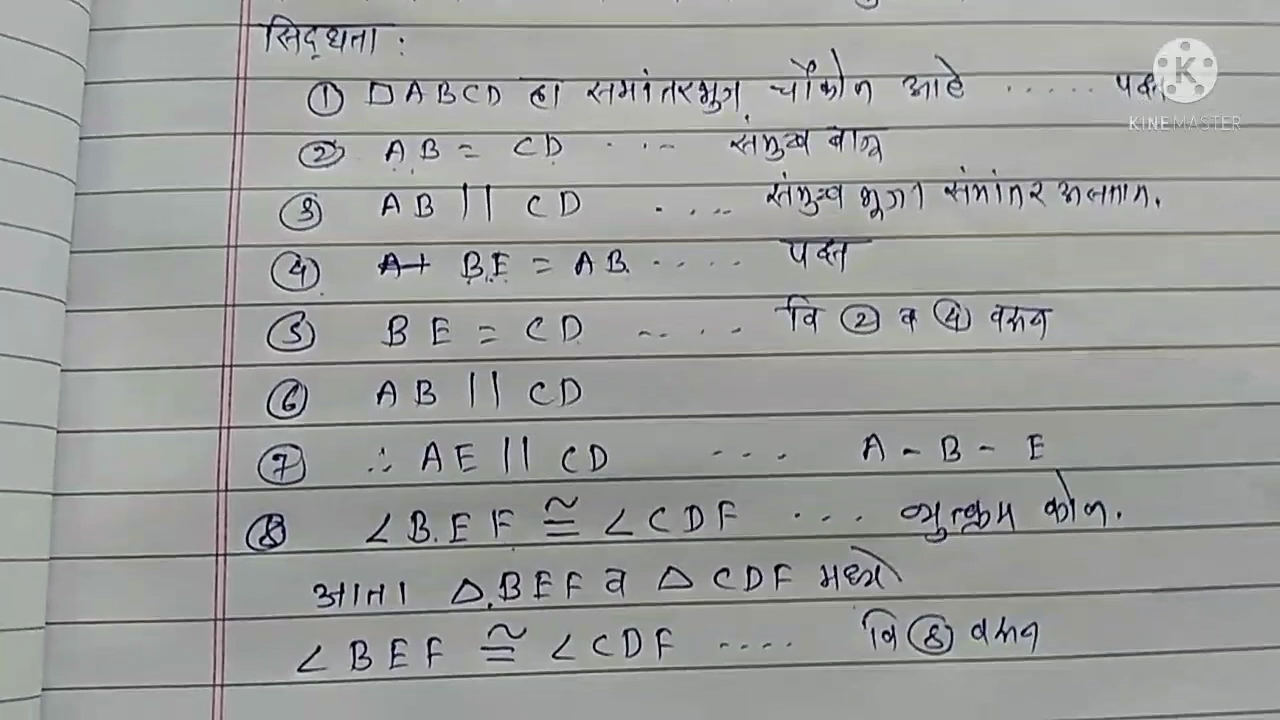 सिद्धता :
① □ABCD हा समांतरभुज चौकोन आहे ..... पक्ष
② AB = CD .... संमुख बाजू
③ AB || CD .... संमुख भूजा संमांतर असतात.
④ BE = AB ..... पक्ष
⑤ BE = CD ..... वि ② व ④ वरून
⑥ AB || CD
⑦ ∴ AE || CD ... A - B - E
⑧ ∠BEF ≅ ∠CDF ... व्युत्क्रम कोन.
आता △BEF व △CDF मध्ये
∠BEF ≅ ∠CDF .... वि ⑧ वरून
KINEMASTER